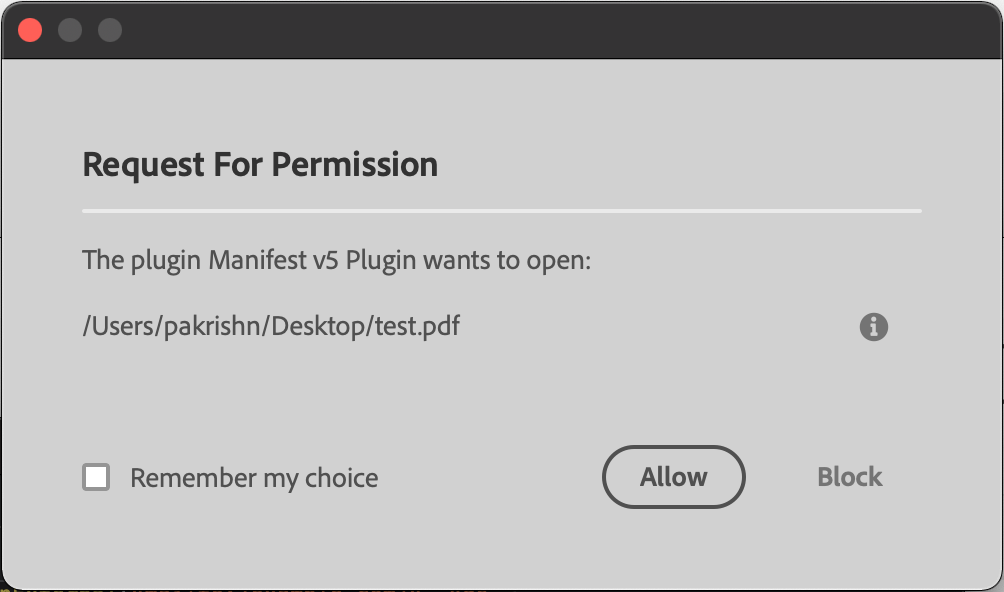 Request For Permission
The plugin Manifest v5 Plugin wants to open:
/Users/pakrishn/Desktop/test.pdf
Remember my choice
Allow
Block